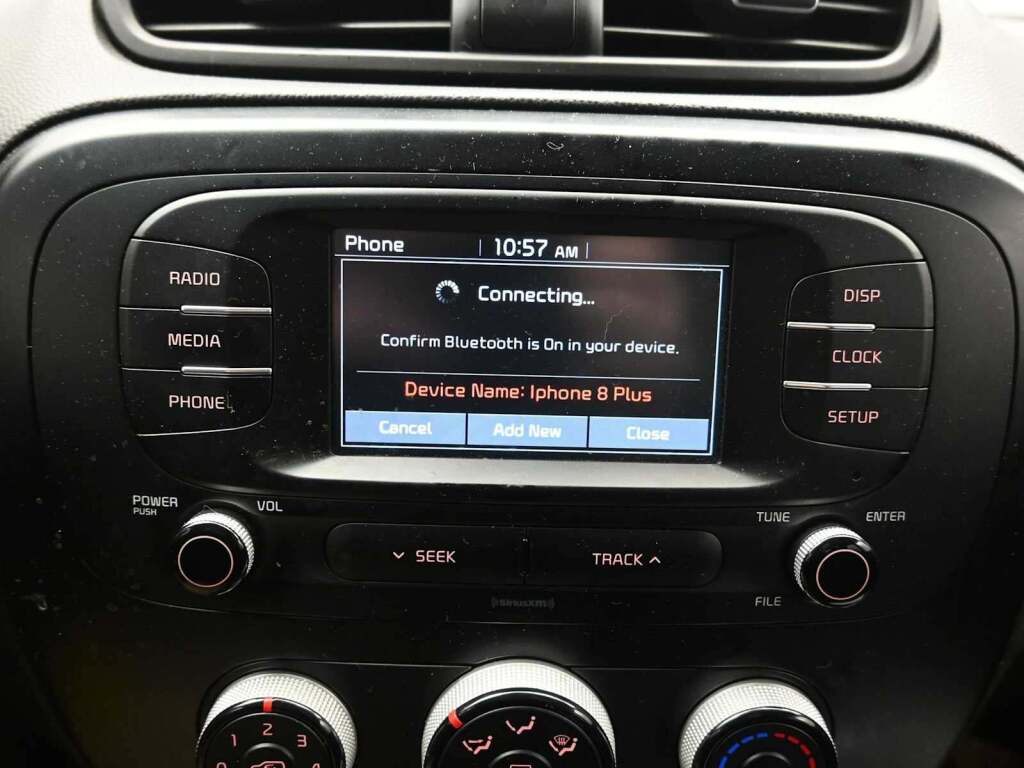 Phone 10:57 AM
Connecting...
Confirm Bluetooth is On in your device.
Device Name: Iphone 8 Plus
Cancel Add New Close
RADIO
MEDIA
PHONE
DISP
CLOCK
SETUP
POWER
PUSH
VOL
SEEK
TRACK
TUNE
ENTER
FILE
SiriusXM
1 2 3